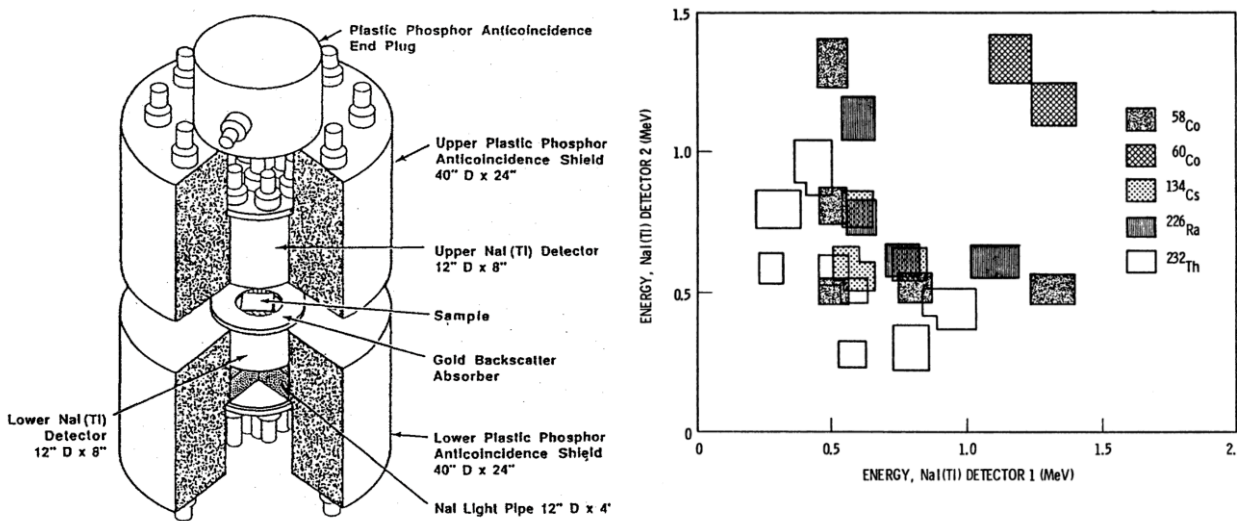 Plastic Phosphor Anticoincidence
End Plug
Upper Plastic Phosphor
Anticoincidence Shield
40" D x 24"
Upper NaI (Tl) Detector
12" D x 8"
Sample
Gold Backscatter
Absorber
Lower NaI (Tl)
Detector
12" D x 8"
Lower Plastic Phosphor
Anticoincidence Shield
40" D x 24"
NaI Light Pipe 12" D x 4'
ENERGY, NaI(Tl) DETECTOR 2 (MeV)
1.5
1.0
0.5
0
0
0.5
1.0
1.5
2.
ENERGY, NaI(Tl) DETECTOR 1 (MeV)
58Co
60Co
134Cs
226Ra
232Th